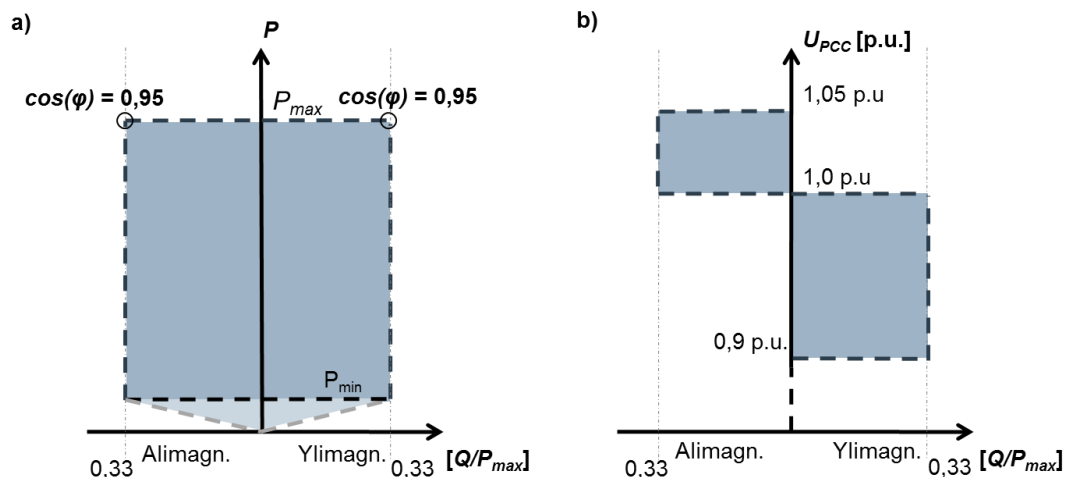 a)
P
cos(φ) = 0,95
P_max
cos(φ) = 0,95
P_min
Alimagn.
Ylimagn.
0,33
0,33
[Q/P_max]
b)
U_PCC [p.u.]
1,05 p.u
1,0 p.u
0,9 p.u.
Alimagn.
Ylimagn.
0,33
0,33
[Q/P_max]